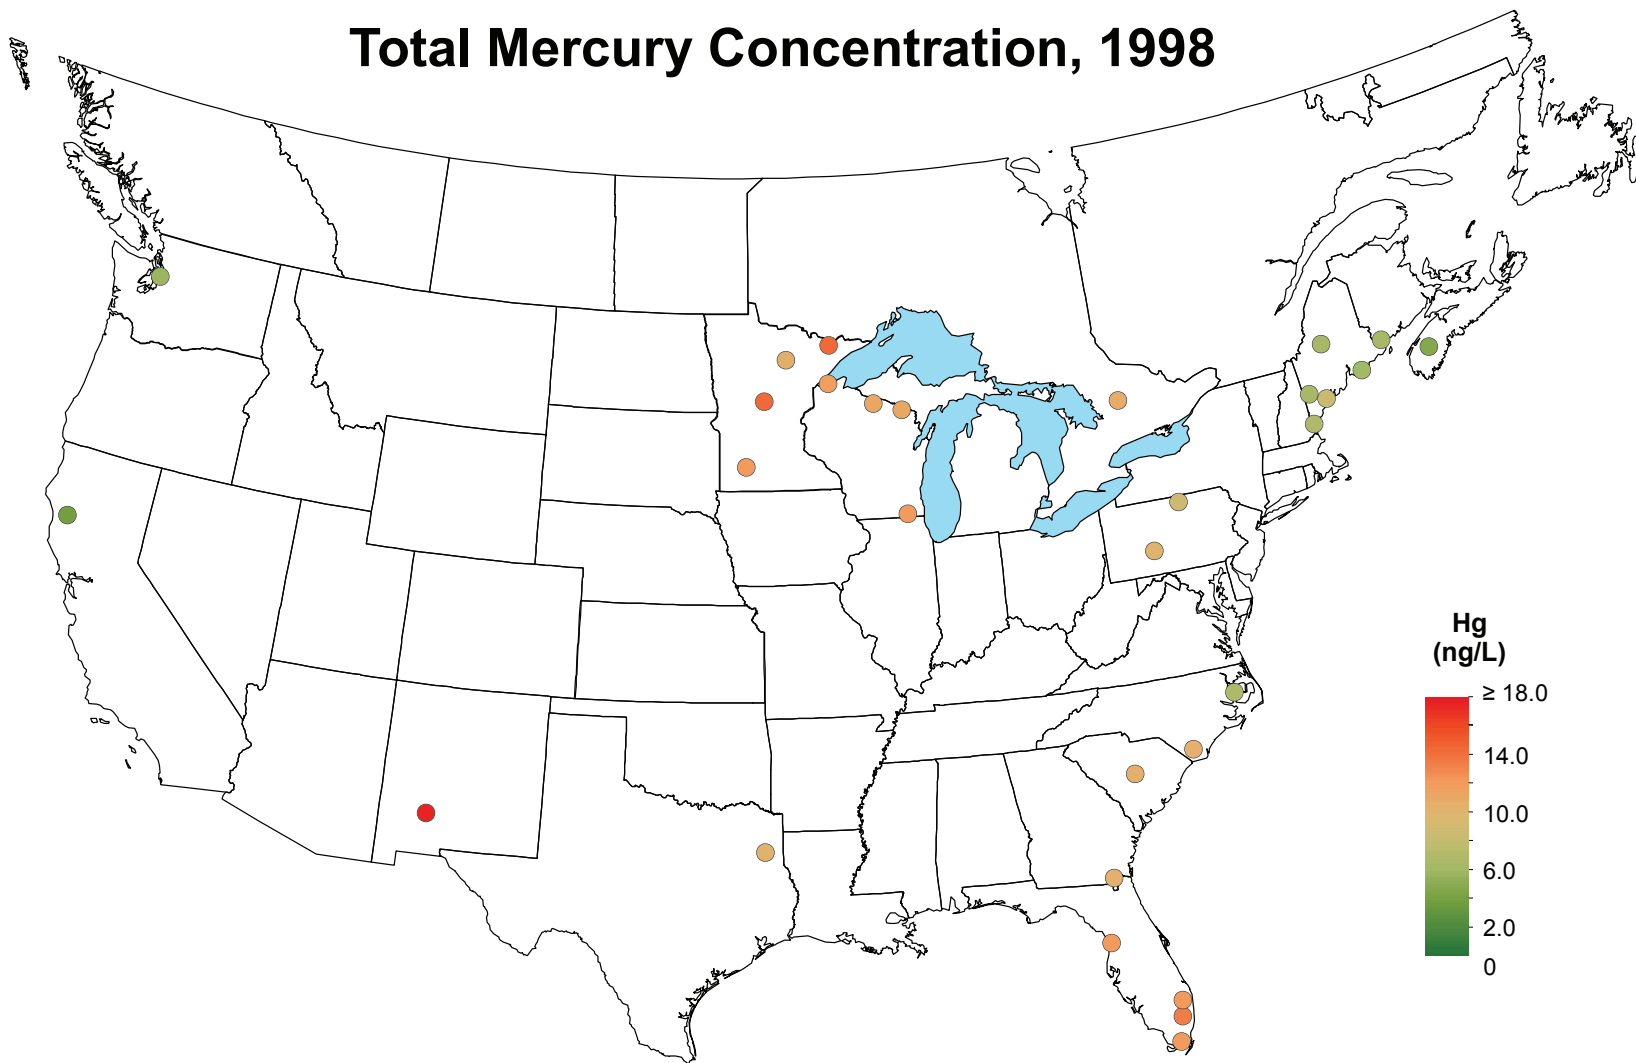 Total Mercury Concentration, 1998
Hg
(ng/L)
≥ 18.0
14.0
10.0
6.0
2.0
0